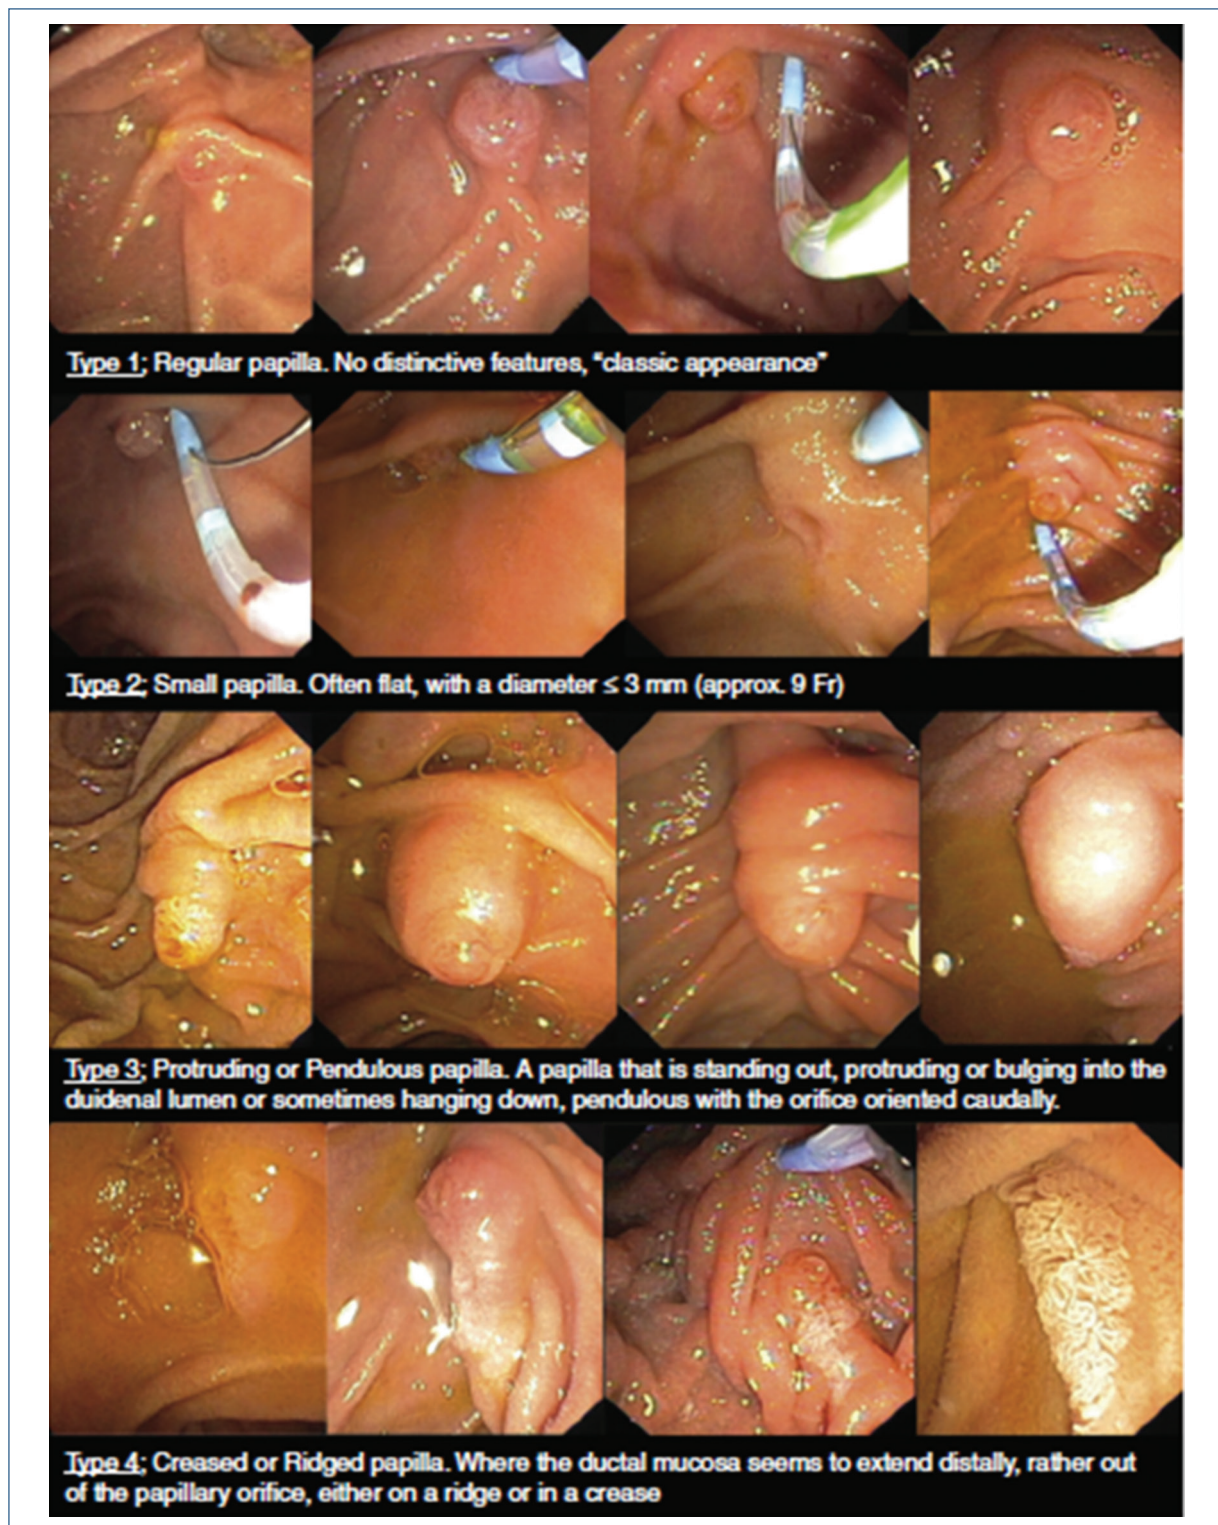 Type 1; Regular papilla. No distinctive features, “classic appearance”
Type 2; Small papilla. Often flat, with a diameter ≤ 3 mm (approx. 9 Fr)
Type 3; Protruding or Pendulous papilla. A papilla that is standing out, protruding or bulging into the
duidenal lumen or sometimes hanging down, pendulous with the orifice oriented caudally.
Type 4; Creased or Ridged papilla. Where the ductal mucosa seems to extend distally, rather out
of the papillary orifice, either on a ridge or in a crease